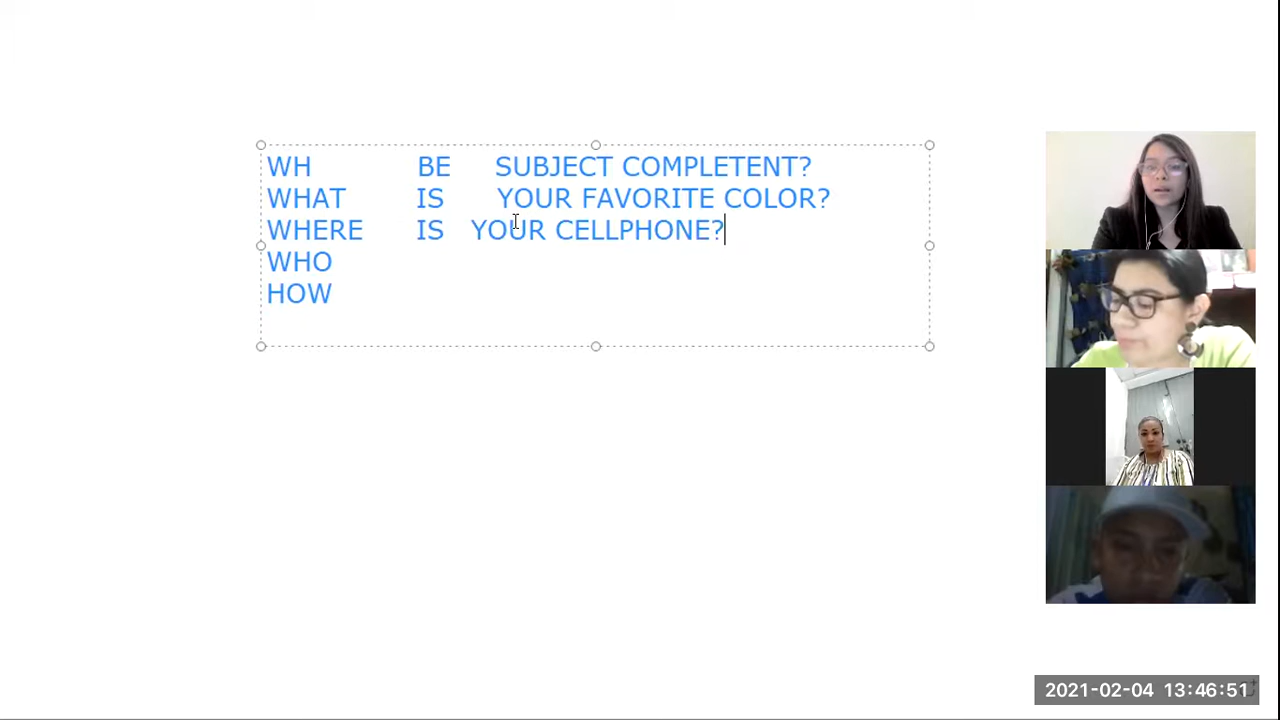 WH BE SUBJECT COMPLETENT?
WHAT IS YOUR FAVORITE COLOR?
WHERE IS YOUR CELLPHONE?
WHO
HOW
2021-02-04 13:46:51